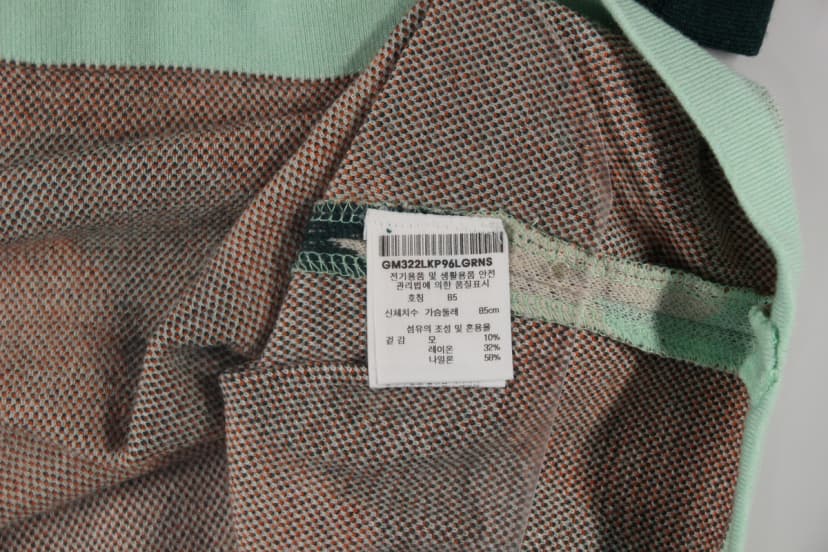 GM322LKP96LGRNS
전기용품 및 생활용품 안전
관리법에 의한 품질표시
호칭 85
신체치수 가슴둘레 85cm
섬유의 조성 및 혼용율
겉감 모 10%
레이온 32%
나일론 58%